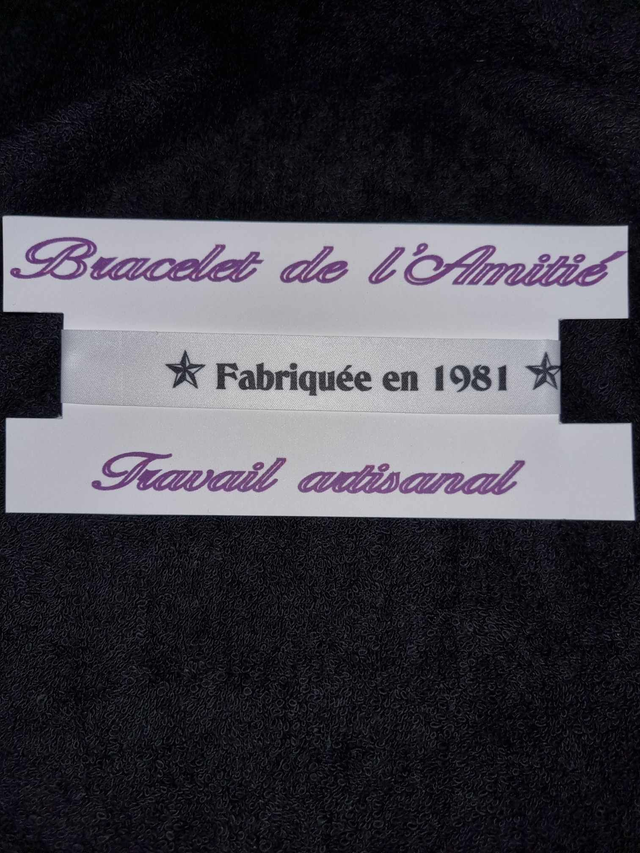 Bracelet de l'Amitié
Fabriquée en 1981
Travail artisanal